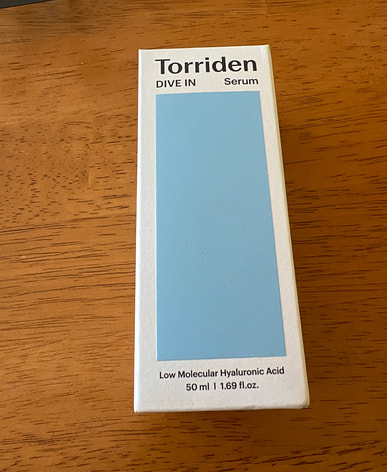 Torriden
DIVE IN Serum
Low Molecular Hyaluronic Acid
50 ml | 1.69 fl.oz.